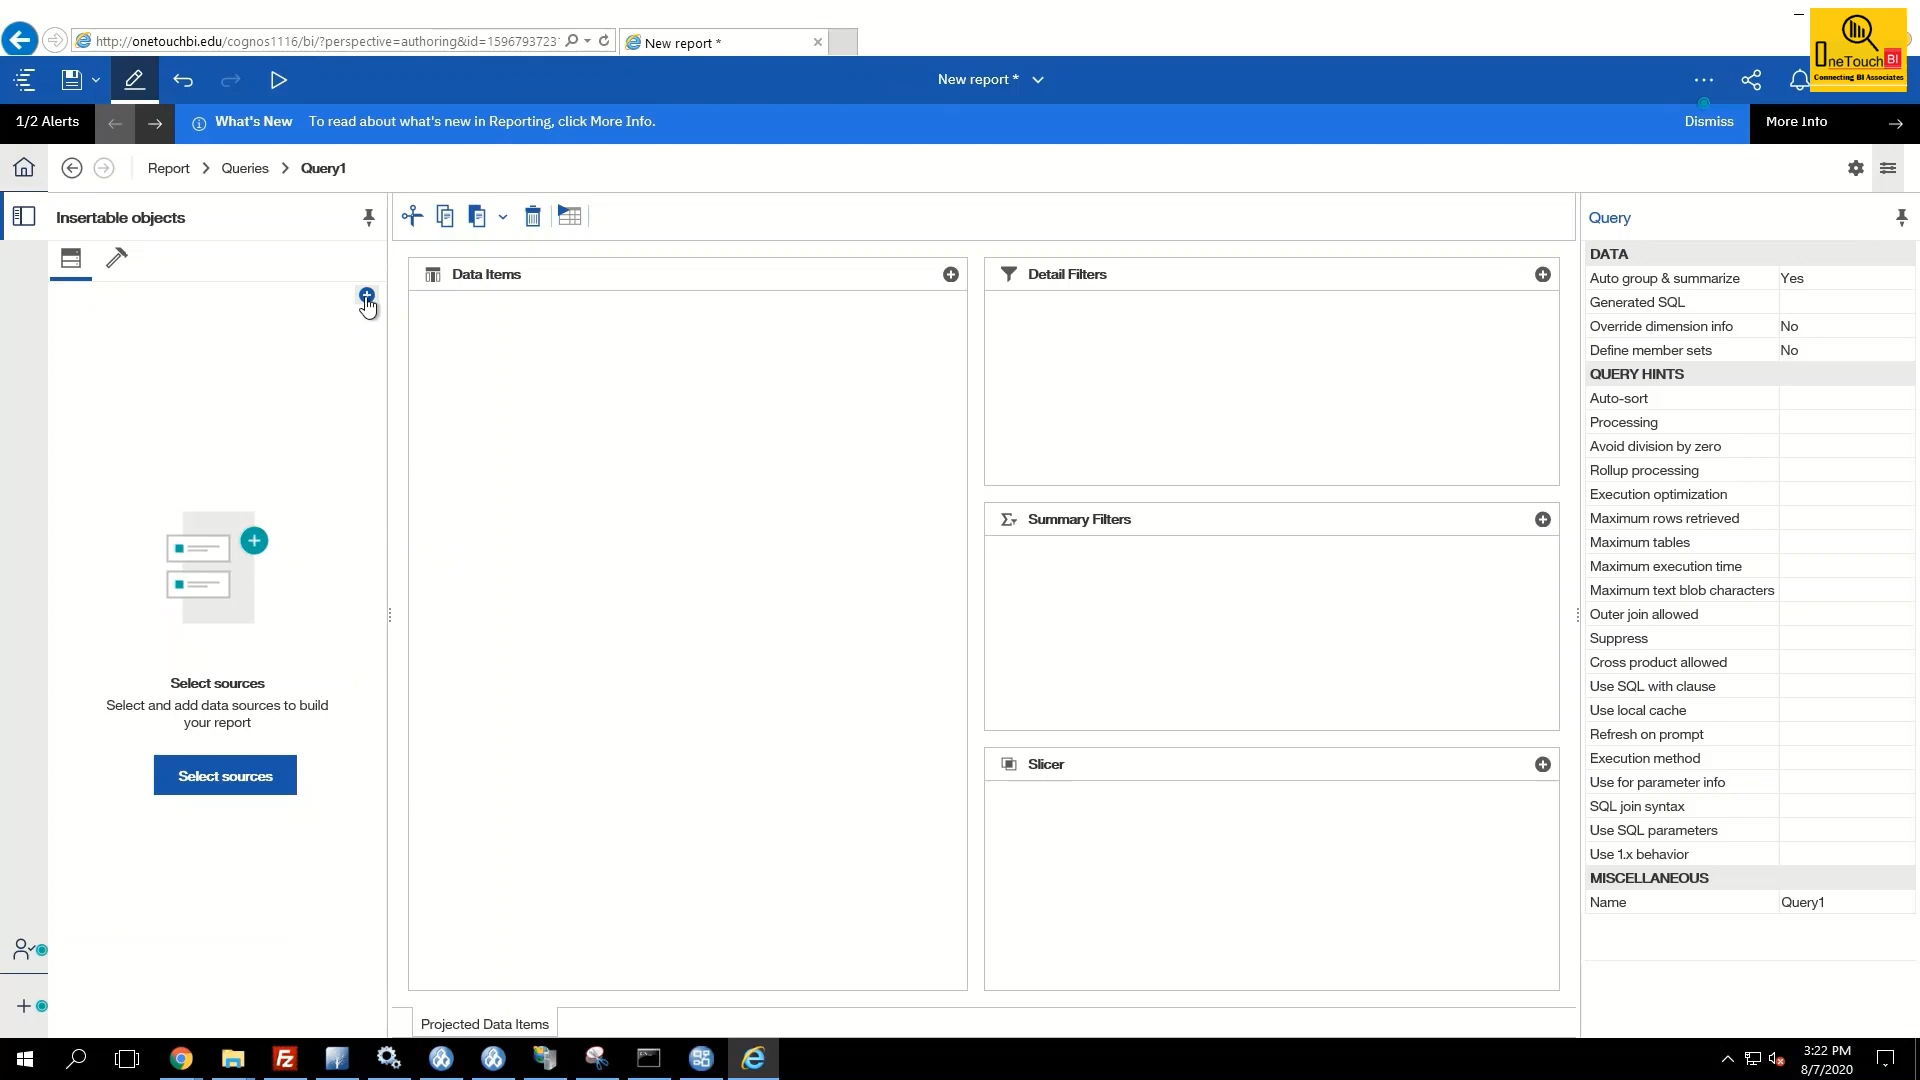 http://onetouchbi.edu/cognos1116/bi/?perspective=authoring&id=1596793723
New report *
OneTouch BI
Connecting BI Associates
New report *
1/2 Alerts
What's New To read about what's new in Reporting, click More Info.
Dismiss
More Info
Report > Queries > Query1
Insertable objects
Select sources
Select and add data sources to build
your report
Select sources
Data Items
Detail Filters
Summary Filters
Slicer
Projected Data Items
Query
DATA
Auto group & summarize Yes
Generated SQL
Override dimension info No
Define member sets No
QUERY HINTS
Auto-sort
Processing
Avoid division by zero
Rollup processing
Execution optimization
Maximum rows retrieved
Maximum tables
Maximum execution time
Maximum text blob characters
Outer join allowed
Suppress
Cross product allowed
Use SQL with clause
Use local cache
Refresh on prompt
Execution method
Use for parameter info
SQL join syntax
Use SQL parameters
Use 1.x behavior
MISCELLANEOUS
Name Query1
3:22 PM
8/7/2020